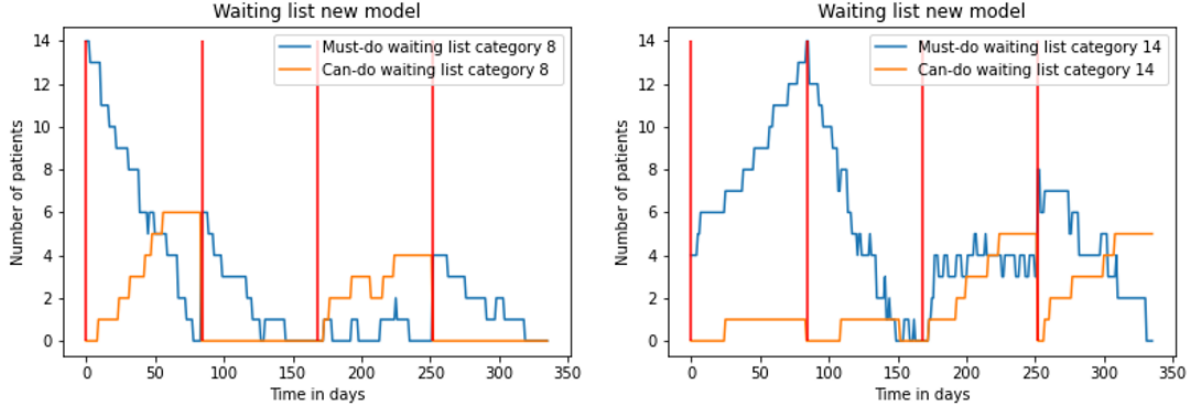 Waiting list new model
Must-do waiting list category 8
Can-do waiting list category 8
Number of patients
14
12
10
8
6
4
2
0
0 50 100 150 200 250 300 350
Time in days
Waiting list new model
Must-do waiting list category 14
Can-do waiting list category 14
Number of patients
14
12
10
8
6
4
2
0
0 50 100 150 200 250 300 350
Time in days